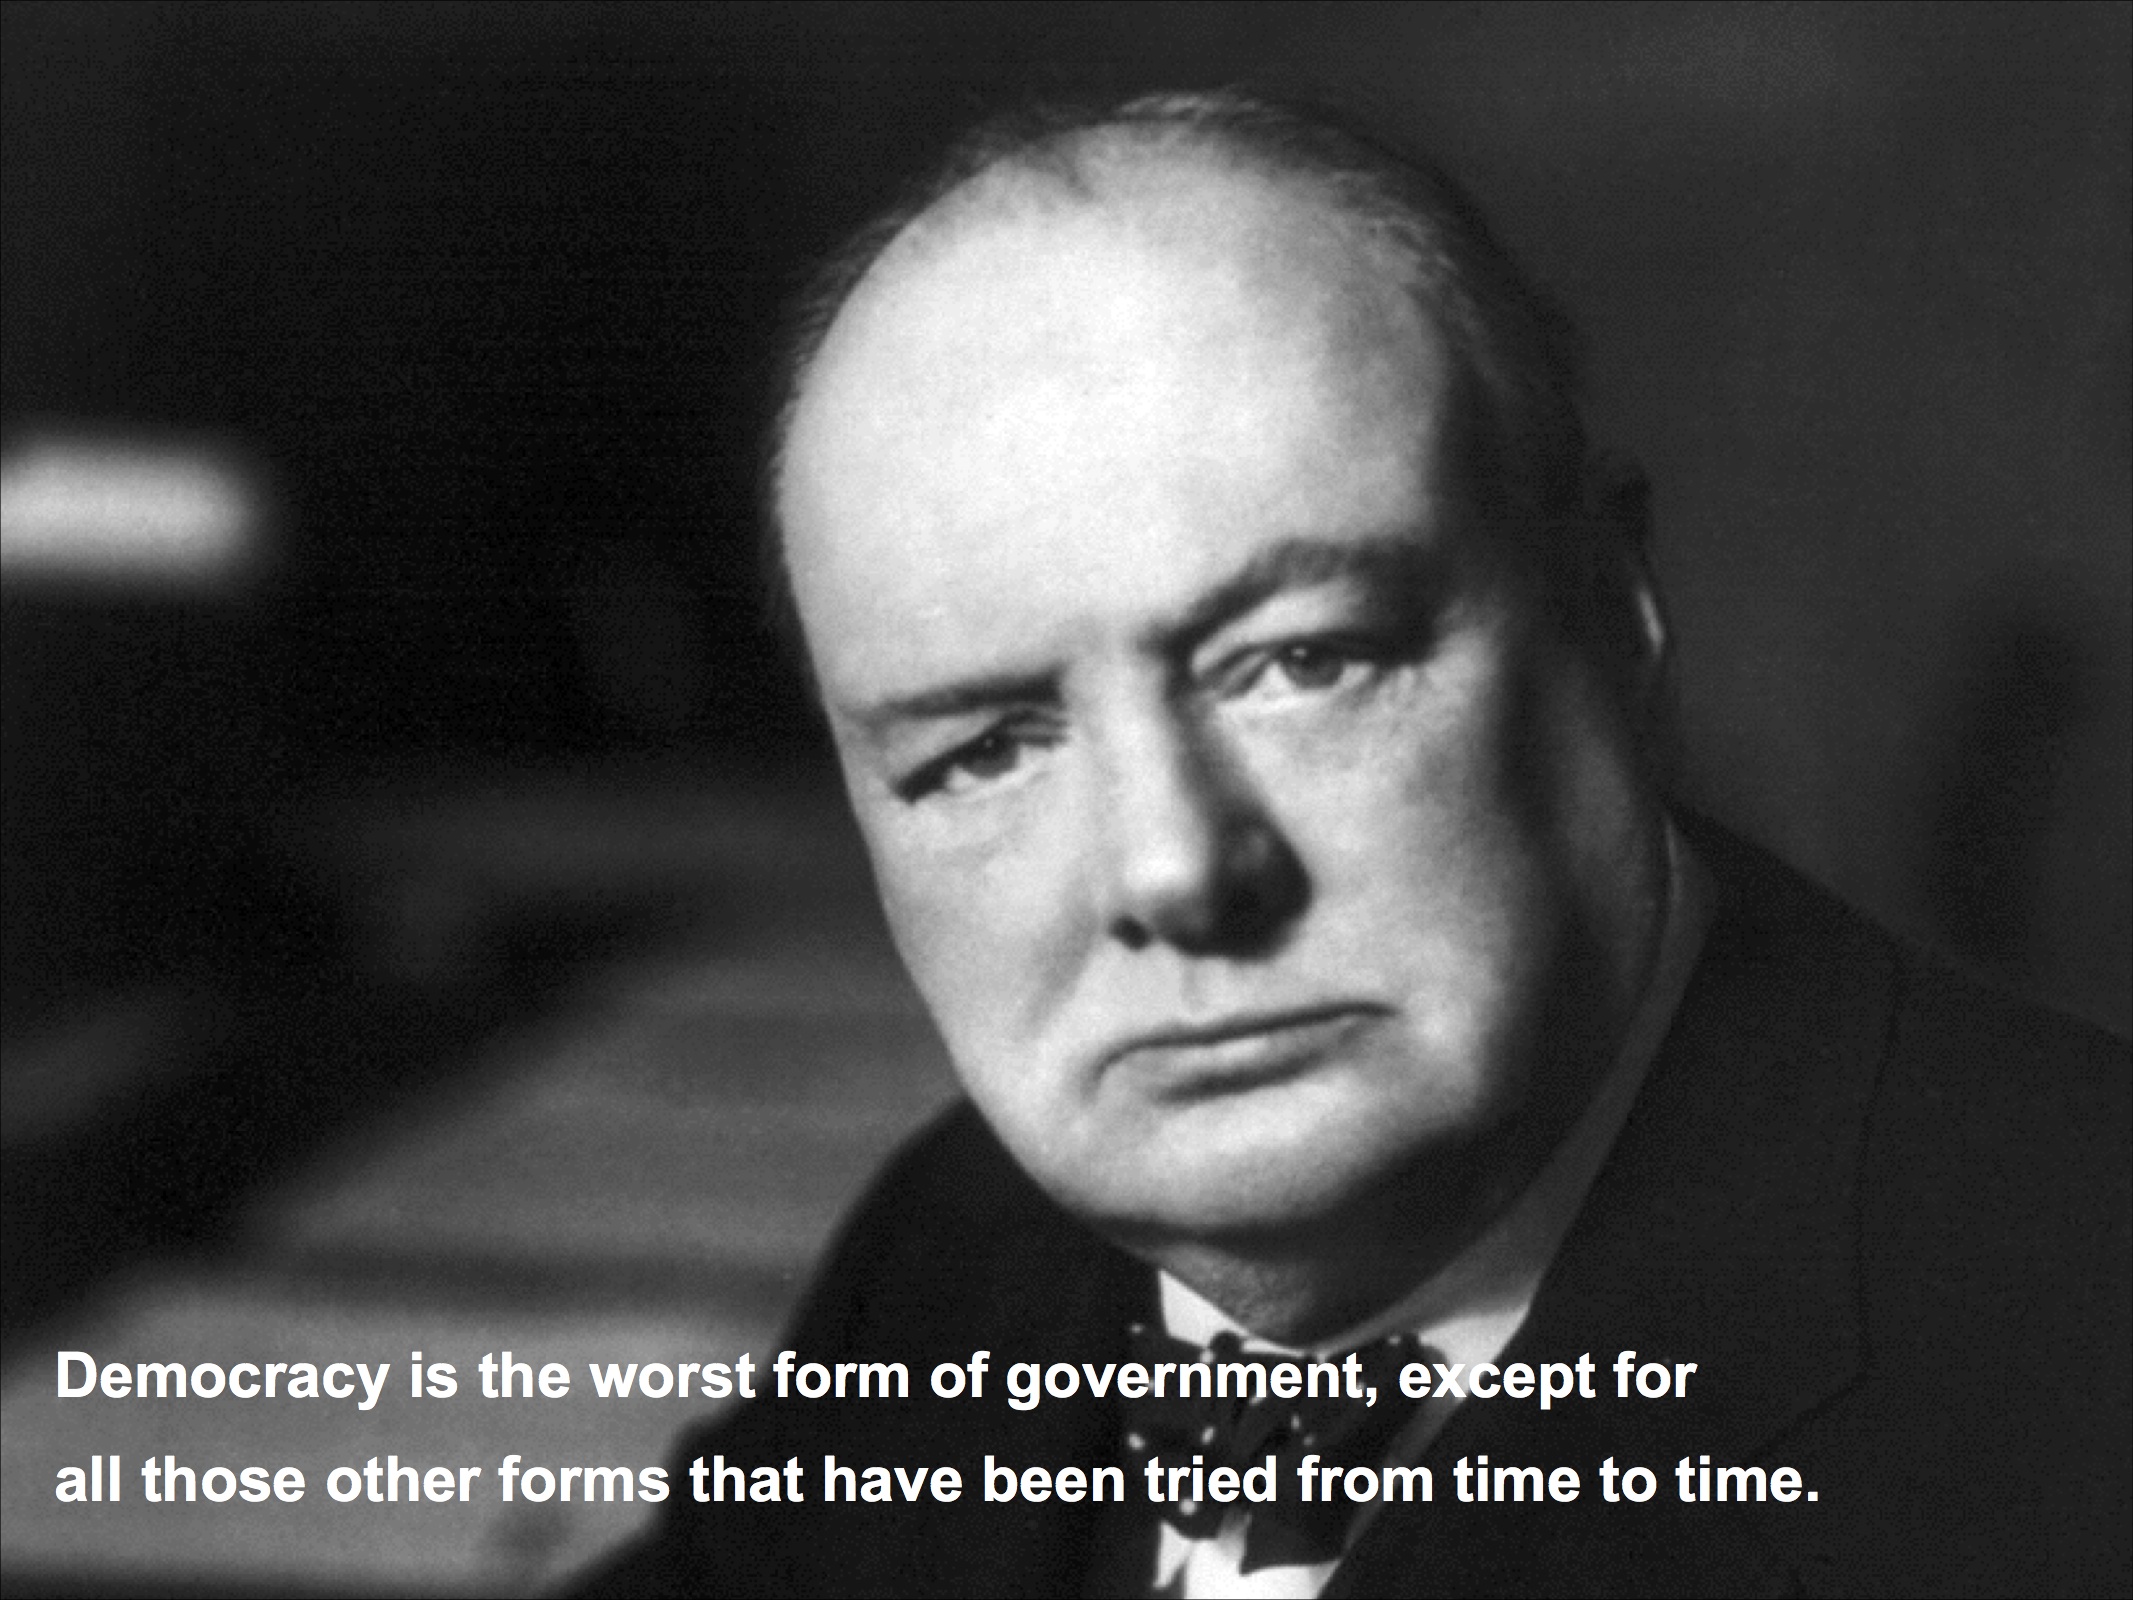 Democracy is the worst form of government, except for
all those other forms that have been tried from time to time.